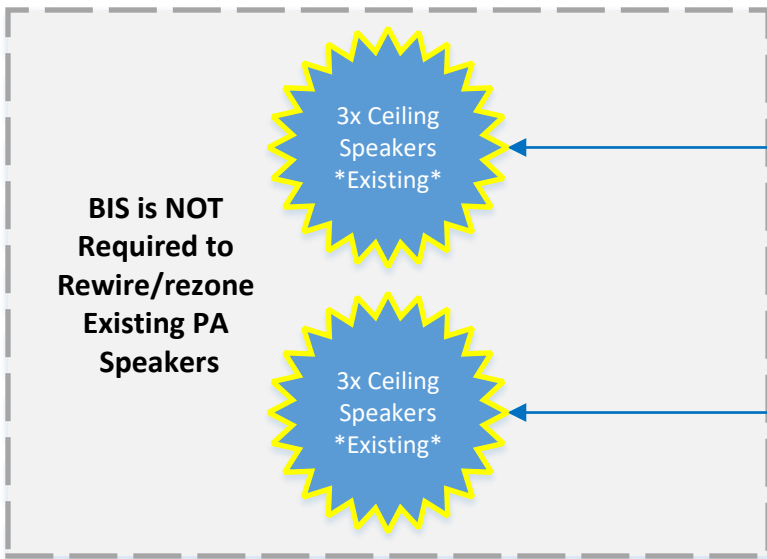 3x Ceiling
Speakers
*Existing*
BIS is NOT
Required to
Rewire/rezone
Existing PA
Speakers
3x Ceiling
Speakers
*Existing*